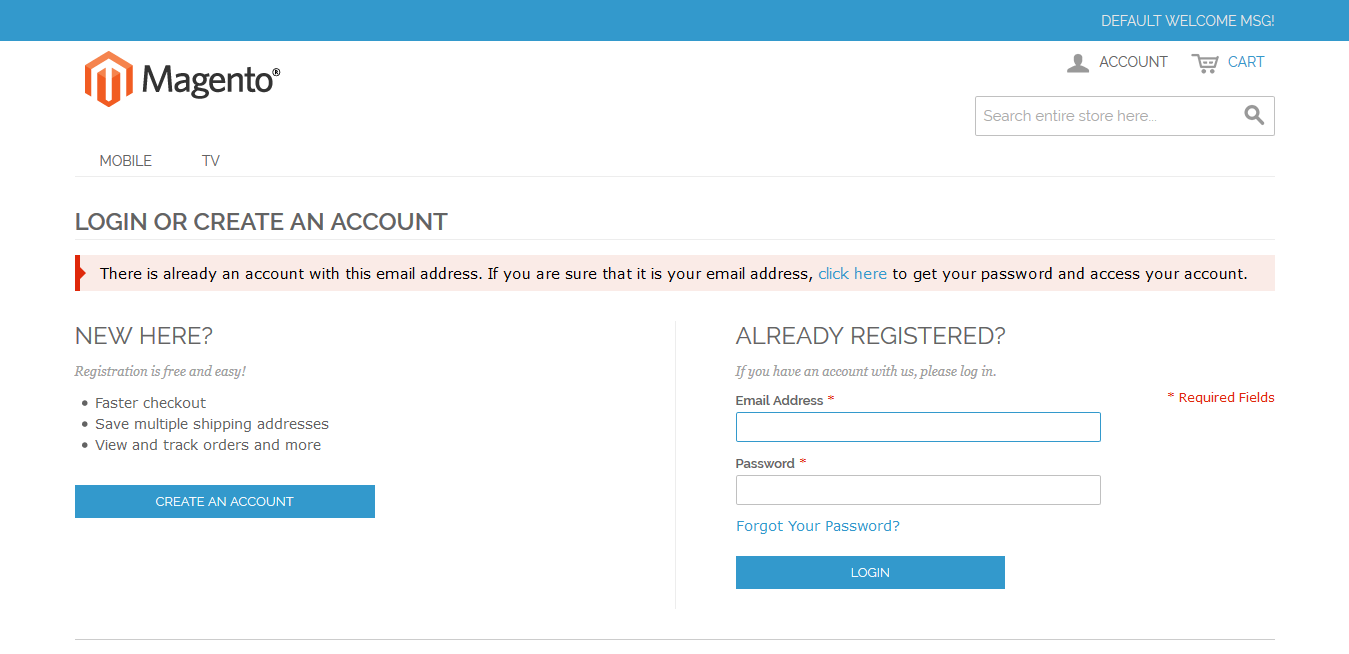 DEFAULT WELCOME MSG!
Magento®
ACCOUNT
CART
Search entire store here...
MOBILE
TV
LOGIN OR CREATE AN ACCOUNT
There is already an account with this email address. If you are sure that it is your email address, click here to get your password and access your account.
NEW HERE?
Registration is free and easy!
• Faster checkout
• Save multiple shipping addresses
• View and track orders and more
CREATE AN ACCOUNT
ALREADY REGISTERED?
If you have an account with us, please log in.
* Required Fields
Email Address *
Password *
Forgot Your Password?
LOGIN